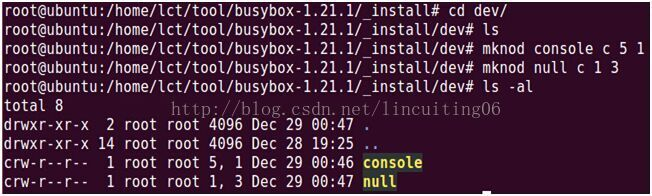 root@ubuntu:/home/lct/tool/busybox-1.21.1/_install# cd dev/
root@ubuntu:/home/lct/tool/busybox-1.21.1/_install/dev# ls
root@ubuntu:/home/lct/tool/busybox-1.21.1/_install/dev# mknod console c 5 1
root@ubuntu:/home/lct/tool/busybox-1.21.1/_install/dev# mknod null c 1 3
root@ubuntu:/home/lct/tool/busybox-1.21.1/_install/dev# ls -al
total 8
http://blog.csdn.net/lincuiting06
drwxr-xr-x  2 root root 4096 Dec 29 00:47 .
drwxr-xr-x 14 root root 4096 Dec 28 19:25 ..
crw-r--r--  1 root root 5, 1 Dec 29 00:46 console
crw-r--r--  1 root root 1, 3 Dec 29 00:47 null